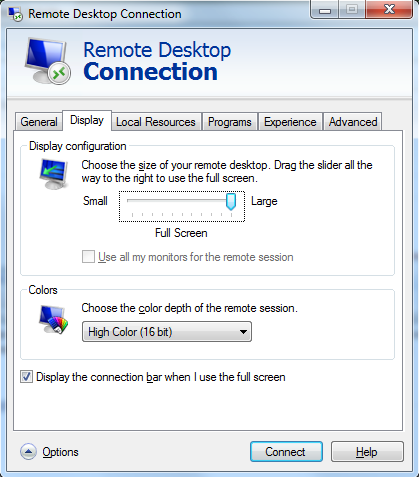 Remote Desktop Connection
Remote Desktop
Connection
General Display Local Resources Programs Experience Advanced
Display configuration
Choose the size of your remote desktop. Drag the slider all the
way to the right to use the full screen.
Small Large
Full Screen
Use all my monitors for the remote session
Colors
Choose the color depth of the remote session.
High Color (16 bit)
Display the connection bar when I use the full screen
Options Connect Help